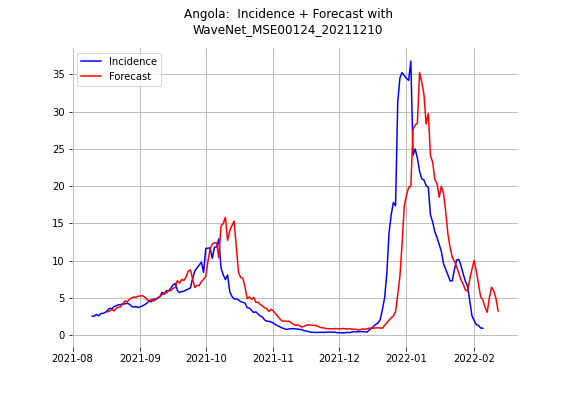 Angola:  Incidence + Forecast with
WaveNet_MSE00124_20211210
Incidence
Forecast
35
30
25
20
15
10
5
0
2021-08 2021-09 2021-10 2021-11 2021-12 2022-01 2022-02